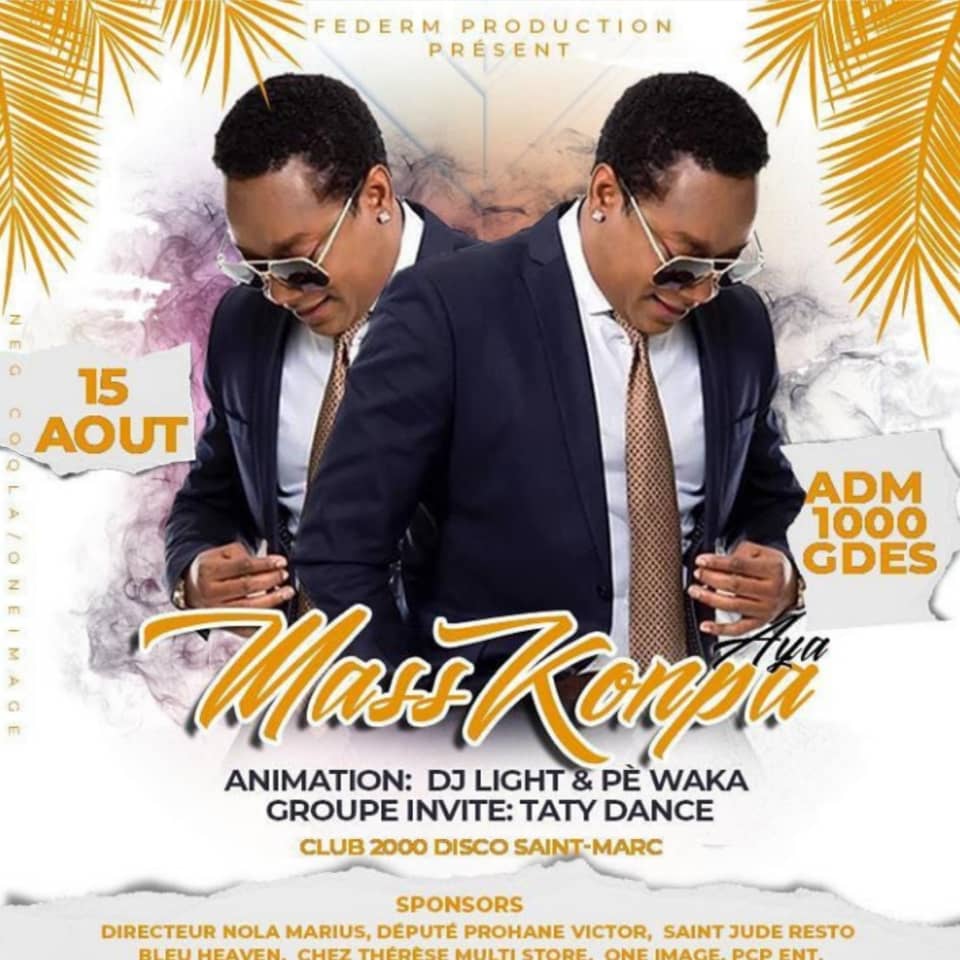 FEDERM PRODUCTION
PRÉSENT
NEG COQLA/ONEIMAGE
15
AOUT
ADM
1000
GDES
Mass Konpa
Aya
ANIMATION: DJ LIGHT & PÈ WAKA
GROUPE INVITE: TATY DANCE
CLUB 2000 DISCO SAINT-MARC
SPONSORS
DIRECTEUR NOLA MARIUS, DÉPUTÉ PROHANE VICTOR, SAINT JUDE RESTO
BLEU HEAVEN, CHEZ THÉRÈSE MULTI STORE, ONE IMAGE, PCP ENT.